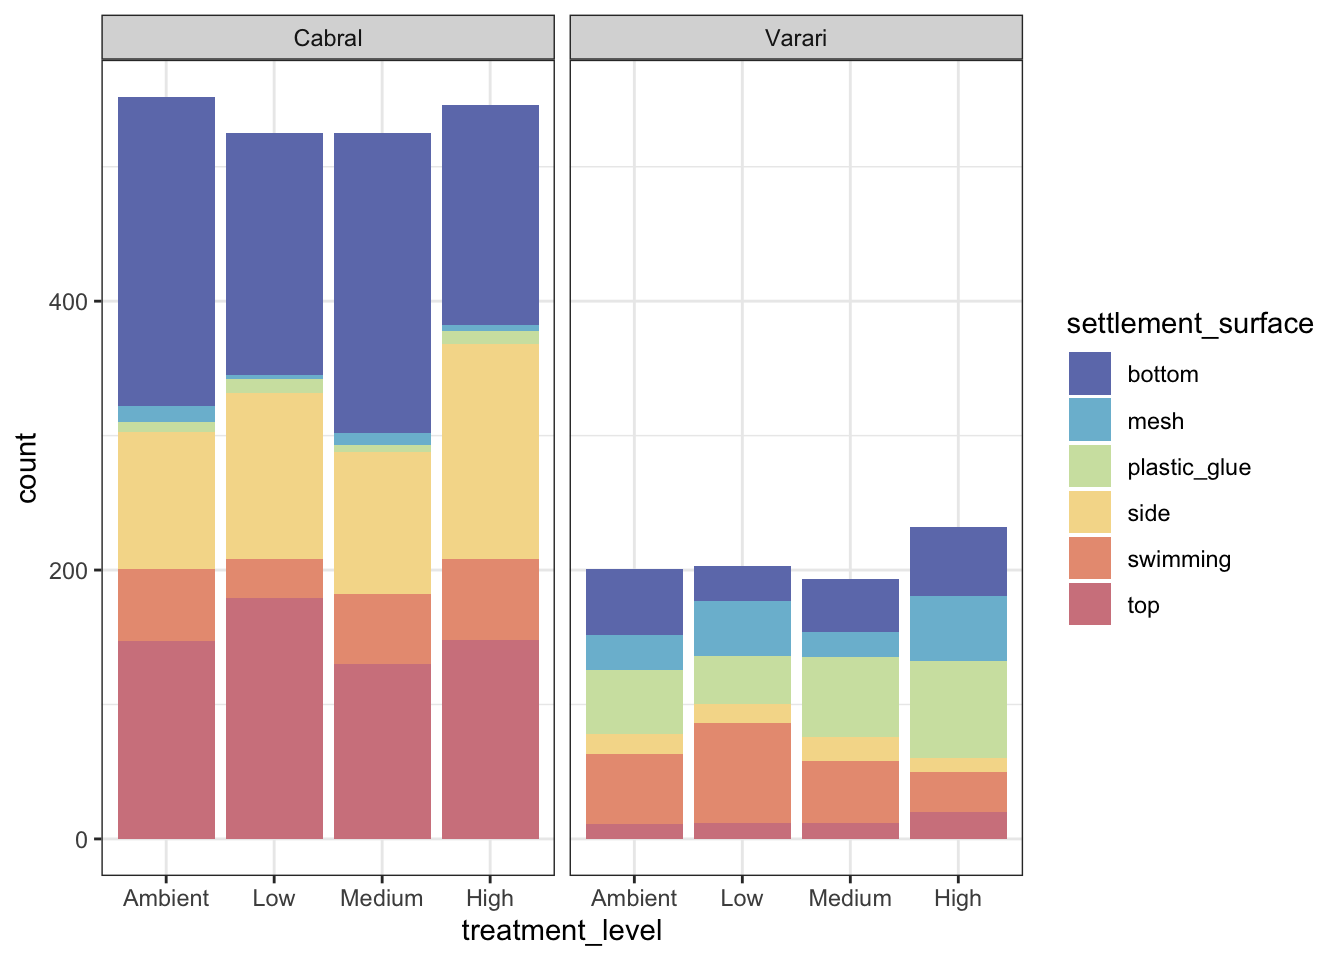 Cabral
Varari
count
400
200
0
Ambient
Low
Medium
High
Ambient
Low
Medium
High
treatment_level
settlement_surface
bottom
mesh
plastic_glue
side
swimming
top